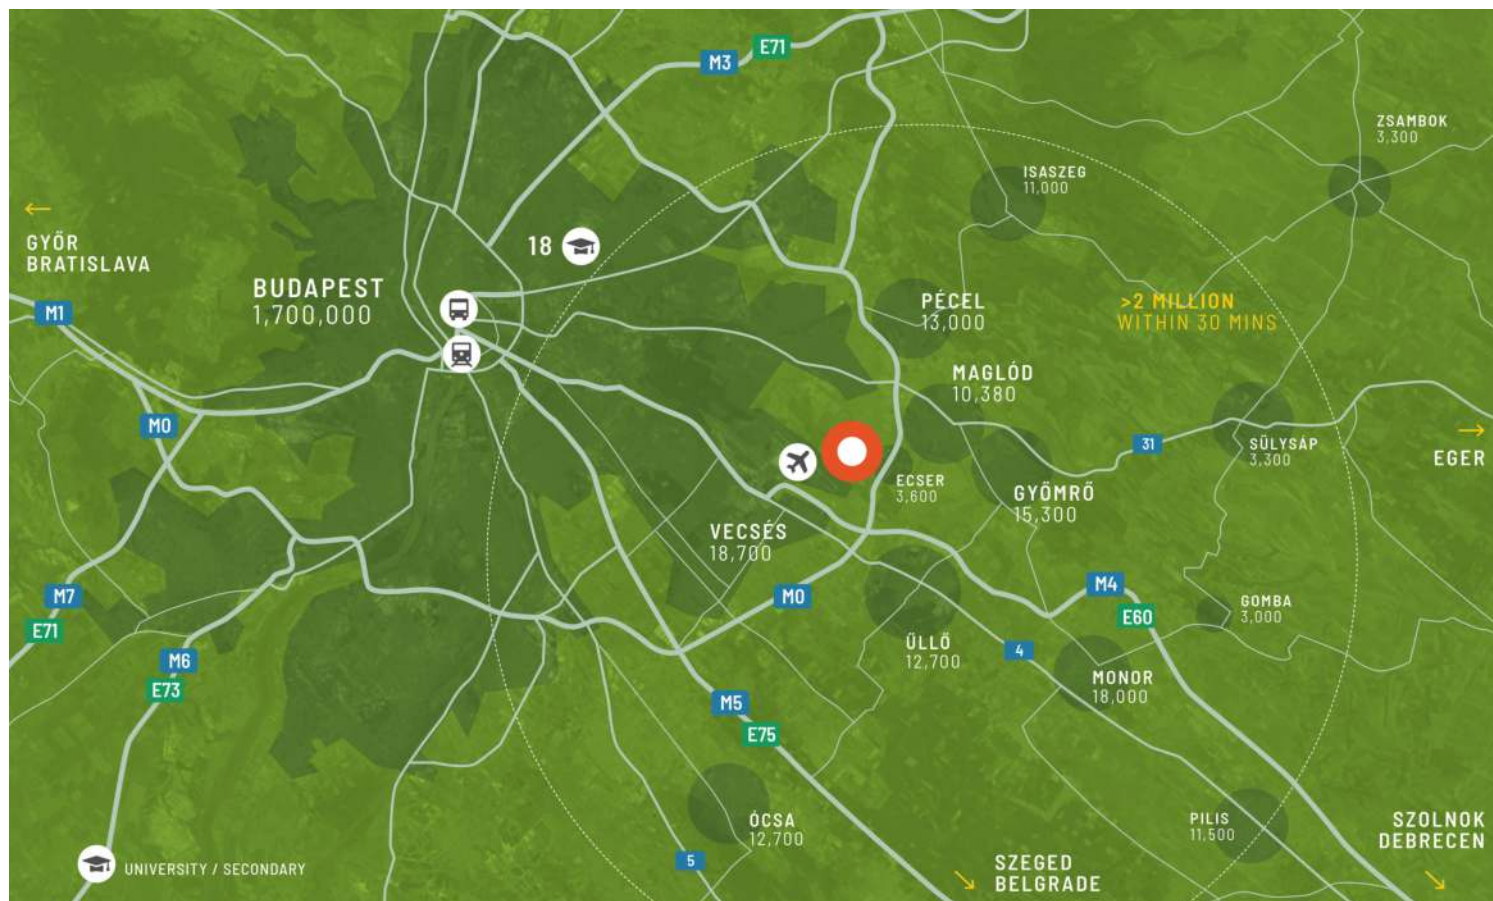 M3
E71
ZSAMBOK
3,300
ISASZEG
11,000
GYŐR
BRATISLAVA
18
BUDAPEST
1,700,000
M1
PÉCEL
13,000
>2 MILLION
WITHIN 30 MINS
MAGLÓD
10,380
M0
31
SÜLYSÁP
3,300
EGER
ECSER
3,600
GYŐMRŐ
15,300
VECSÉS
18,700
M7
E71
M0
M4
E60
GOMBA
3,000
ŰLLŐ
12,700
4
M6
E73
MONOR
18,000
M5
E75
ÓCSA
12,700
PILIS
11,500
SZOLNOK
DEBRECEN
5
UNIVERSITY / SECONDARY
SZEGED
BELGRADE